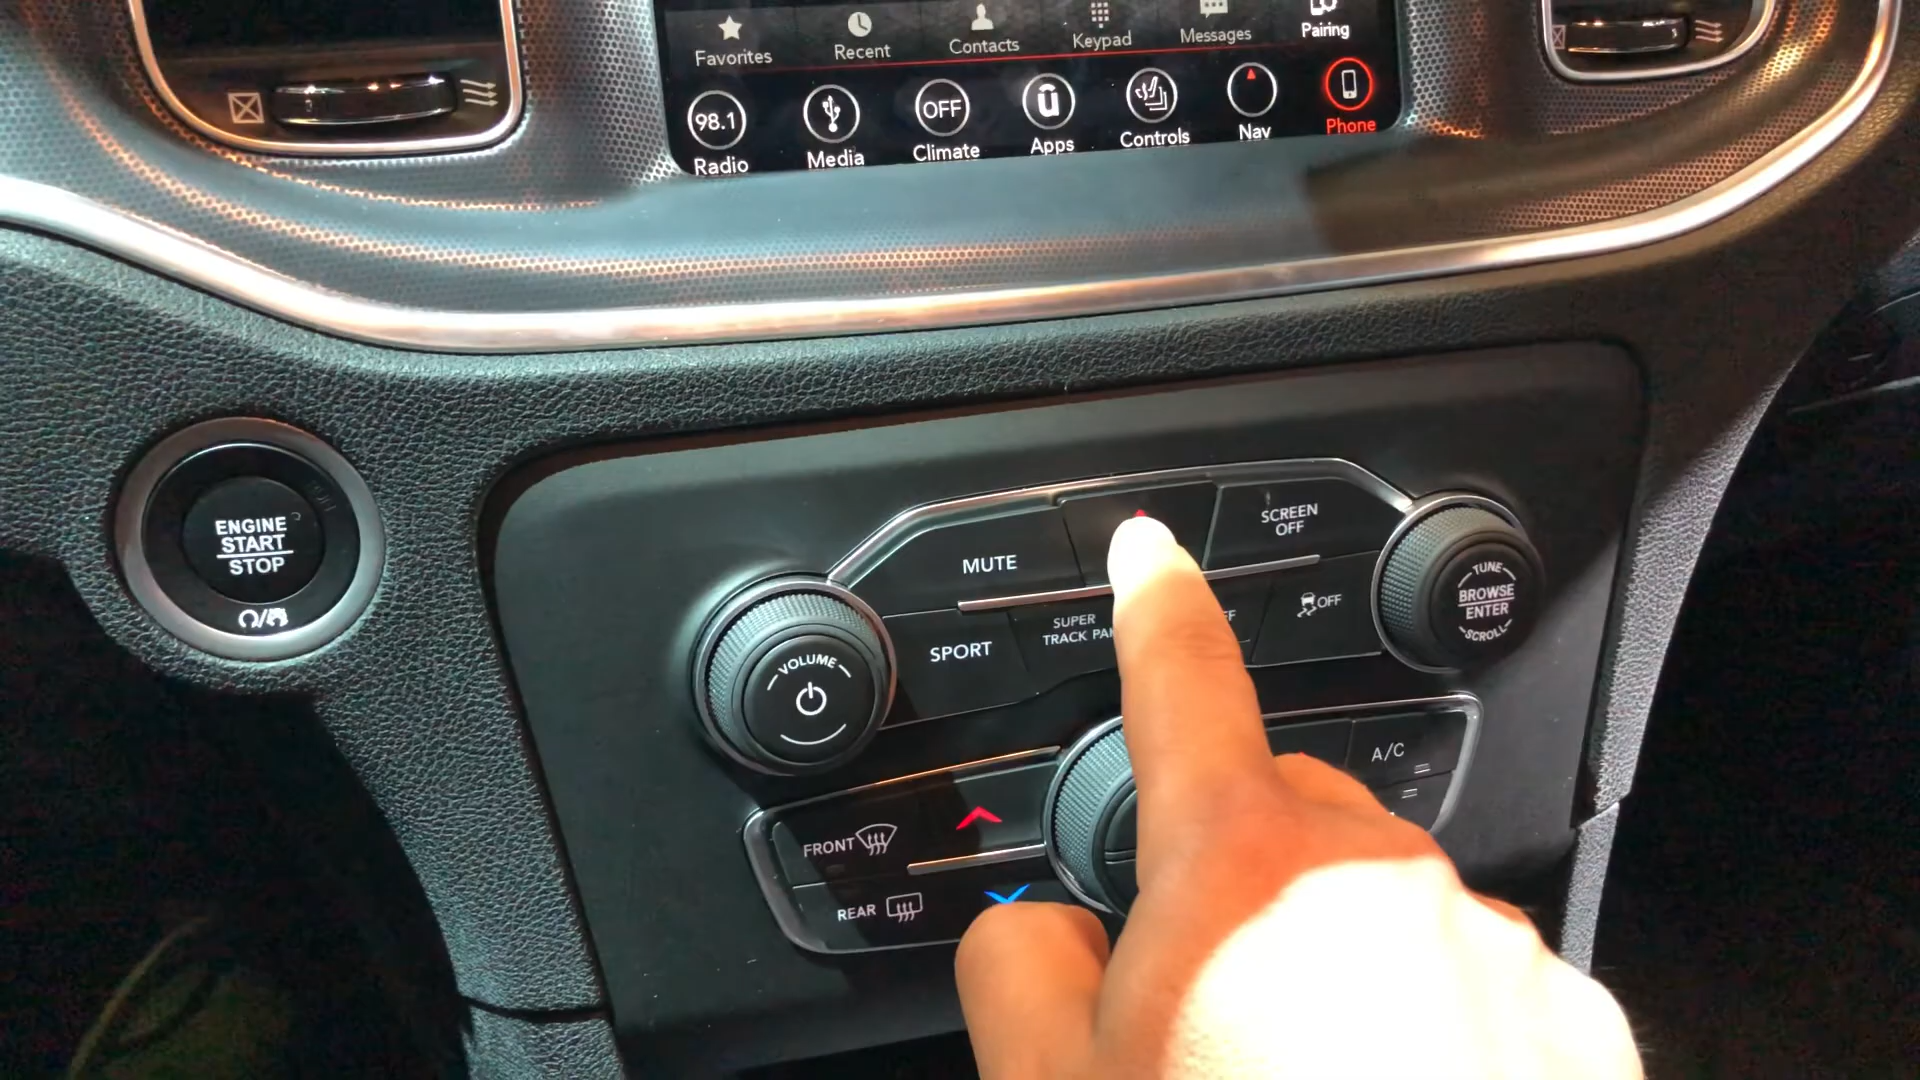 Favorites
Recent
Contacts
Keypad
Messages
Pairing
98.1
OFF
Radio
Media
Climate
Apps
Controls
Nav
Phone
ENGINE
START
STOP
MUTE
SCREEN
OFF
SPORT
SUPER
TRACK PA
FF
OFF
VOLUME
TUNE
BROWSE
ENTER
SCROLL
FRONT
REAR
A/C